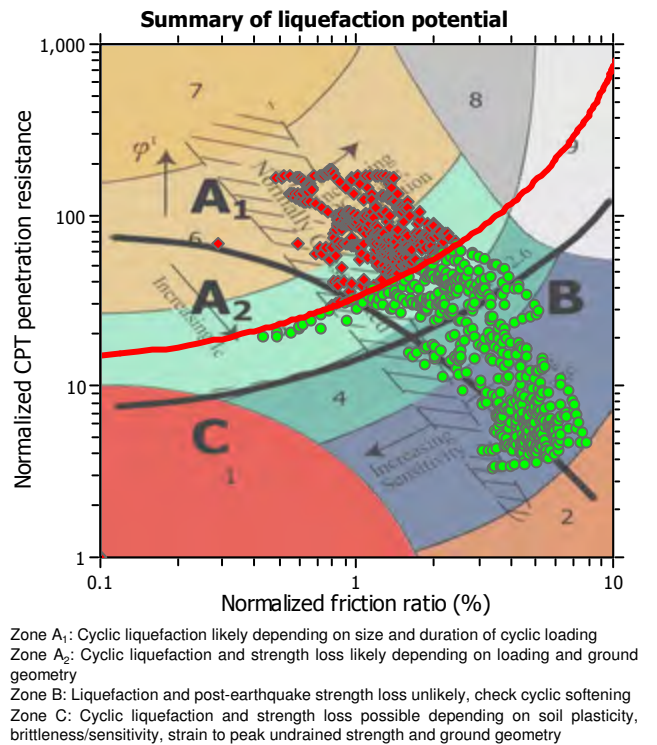 Summary of liquefaction potential
Normalized CPT penetration resistance
1,000
100
10
1
7
8
9
φ'
A1
6
Normally
A2
Increasing Ic
B
4
C
1
Increasing
Sensitivity
2
0.1
1
10
Normalized friction ratio (%)
Zone A1: Cyclic liquefaction likely depending on size and duration of cyclic loading
Zone A2: Cyclic liquefaction and strength loss likely depending on loading and ground
geometry
Zone B: Liquefaction and post-earthquake strength loss unlikely, check cyclic softening
Zone C: Cyclic liquefaction and strength loss possible depending on soil plasticity,
brittleness/sensitivity, strain to peak undrained strength and ground geometry